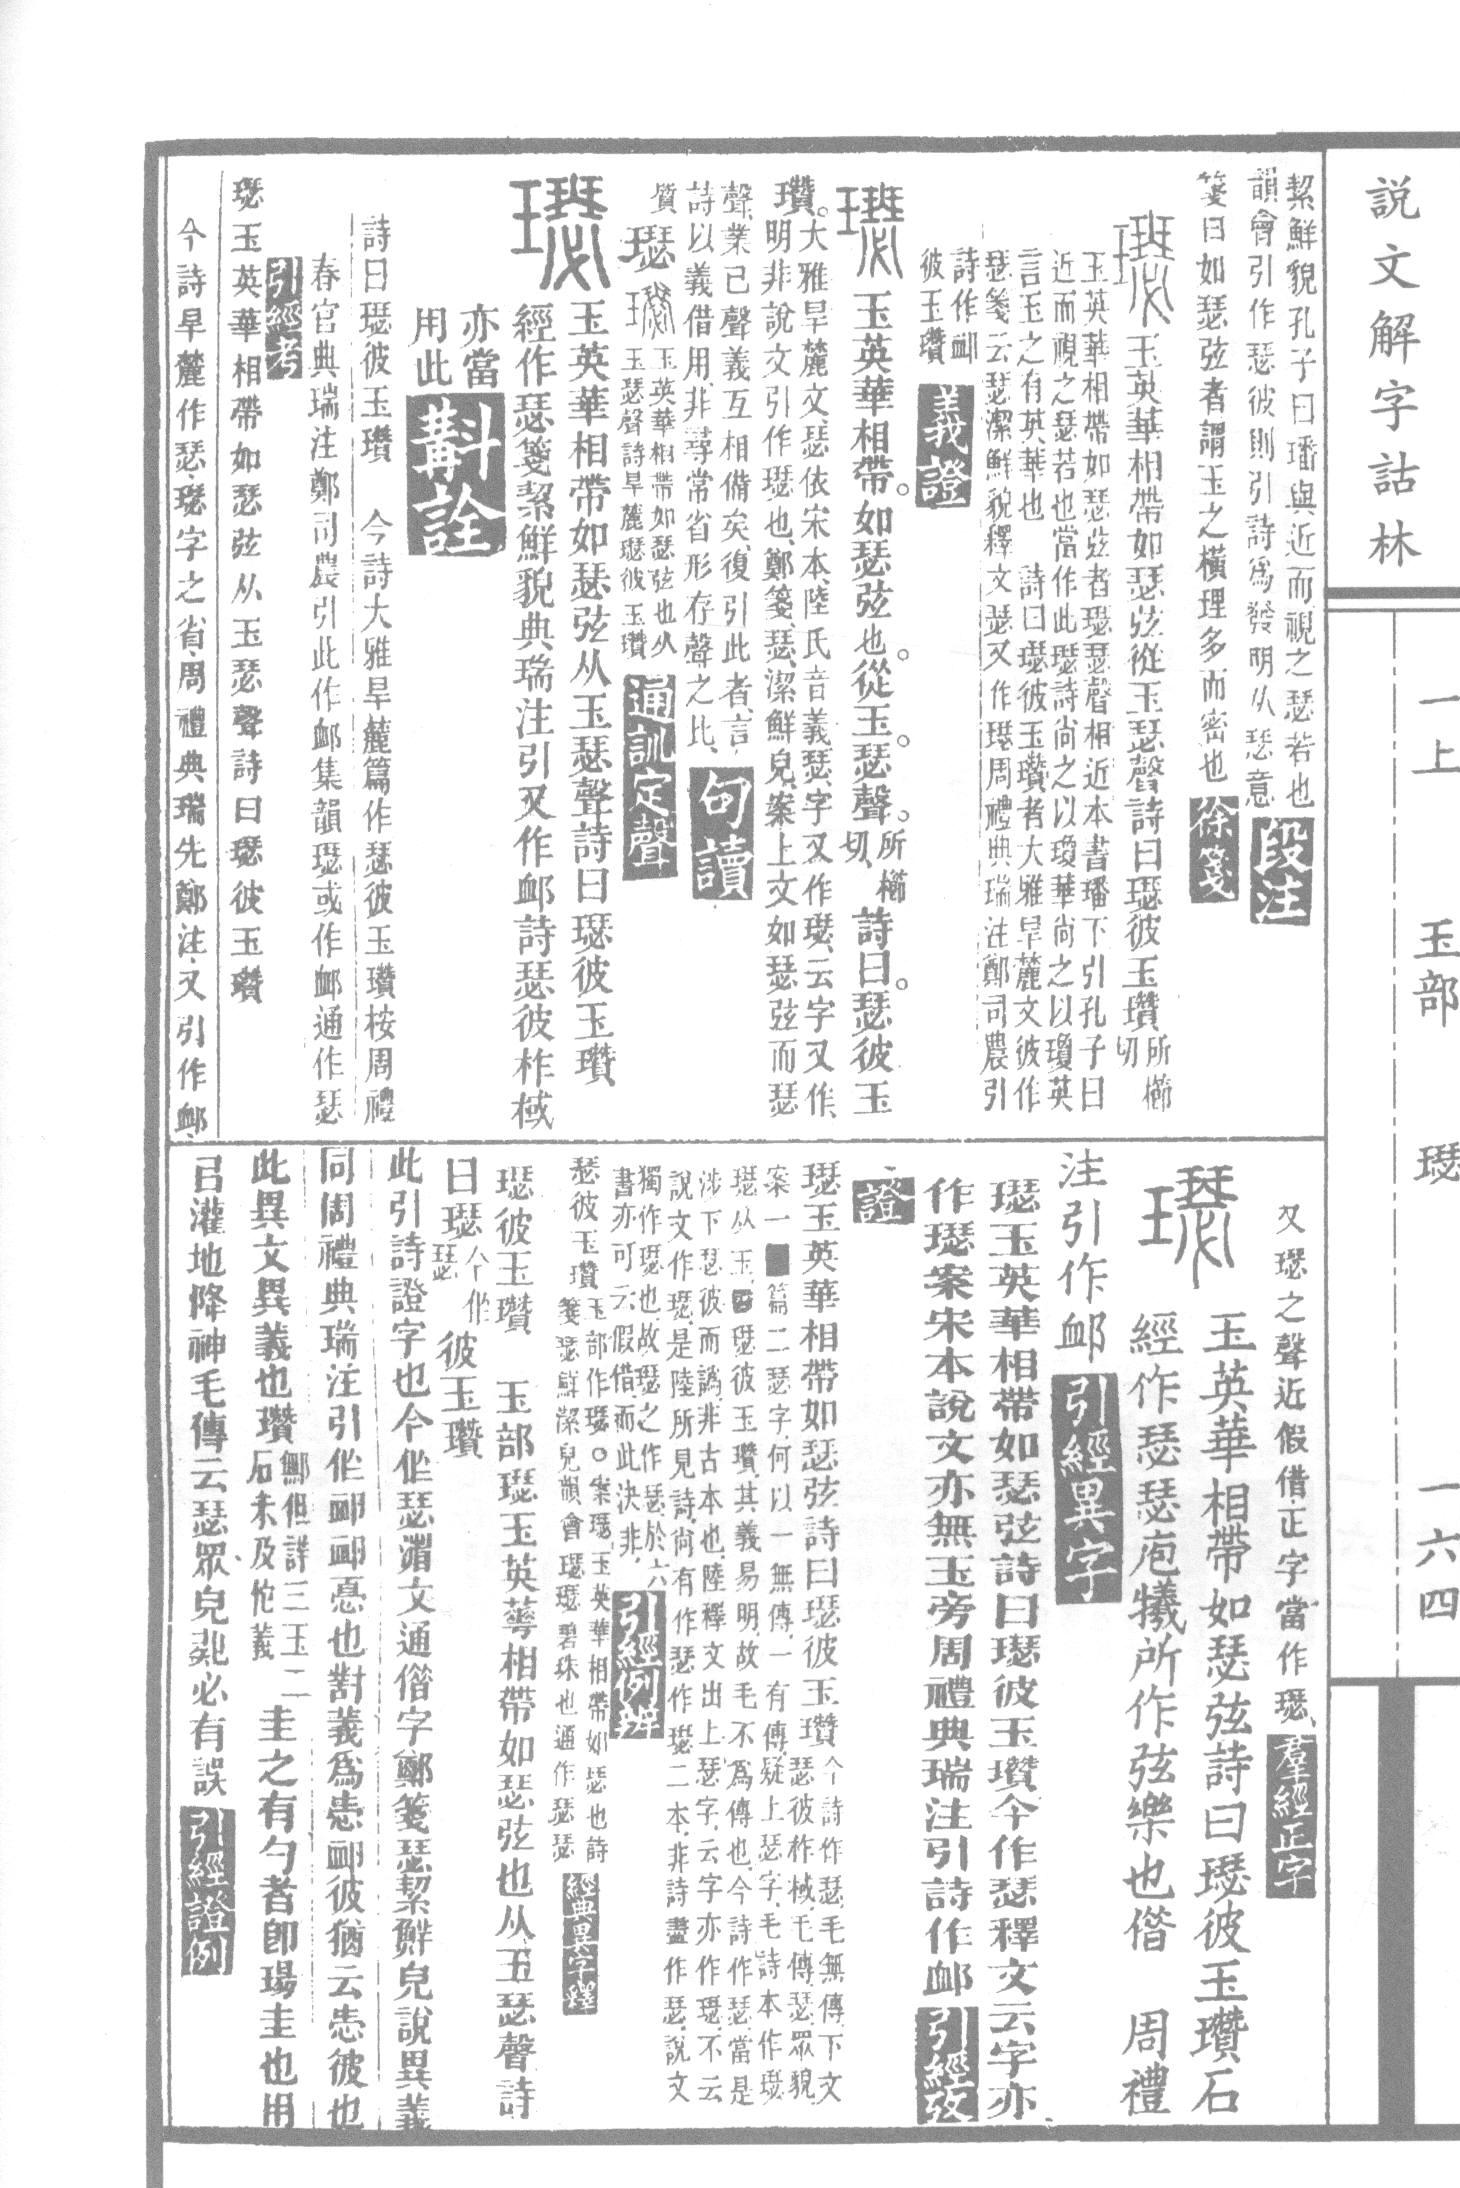 說文解字詁林
一上　玉部　璱　一六四
絜鮮貌孔子曰璠與近而視之瑟若也
韻會引作瑟彼則引詩爲發明从瑟意
段注
箋曰如瑟弦者謂玉之橫理多而密也
徐箋
璱
玉英華相帶如瑟弦從玉瑟聲詩曰璱彼玉瓚
所櫛
切
玉英華相帶如瑟弦者璱瑟聲相近本書璠下引孔子曰
近而視之瑟若也當作此璱詩尚之以瓊華尚之以瓊英
言玉之有英華也　詩曰璱彼玉瓚者大雅旱麓文彼作
瑟箋云瑟潔鮮貌釋文瑟又作璱周禮典瑞注鄭司農引
詩作卹
彼玉瓚
義證
璱
玉英華相帶如瑟弦也從玉瑟聲
所櫛
切
詩曰瑟彼玉
瓚
大雅旱麓文瑟依宋本陸氏音義瑟字又作璱云字又作
明非說文引作璱也鄭箋瑟瑟潔鮮皃案上文如瑟弦而瑟
聲業已聲義互相備矣復引此者言
詩以義借用非尋常省形存聲之比
句讀
質
璱
璱
玉英華相帶如瑟弦也从
玉瑟聲詩旱麓璱彼玉瓚
通訓定聲
璱
玉英華相帶如瑟弦从玉瑟聲詩曰璱彼玉瓚
經作瑟箋絜鮮貌典瑞注引又作卹詩瑟彼柞棫
亦當
用此
斠詮
詩曰璱彼玉瓚　今詩大雅旱麓篇作瑟彼玉瓚桉周禮
春官典瑞注鄭司農引此作卹集韻璱或作卹通作瑟
引經考
璱玉英華相帶如瑟弦从玉瑟聲詩曰璱彼玉瓚
今詩旱麓作瑟璱字之省周禮典瑞先鄭注又引作卹
又璱之聲近假借正字當作璱
羣經正字
璱
玉英華相帶如瑟弦詩曰璱彼玉瓚石
經作瑟瑟庖犧所作弦樂也偕　周禮
注引作卹
引經異字
璱玉英華相帶如瑟弦詩曰璱彼玉瓚今作瑟釋文云字亦
作璱案宋本說文亦無玉旁周禮典瑞注引詩作卹
引經攷
證
璱玉英華相帶如瑟弦詩曰璱彼玉瓚
今詩作瑟毛無傳下文
瑟彼柞棫毛傳瑟眾貌
案一篇二瑟字何以一無傳一有傳疑上瑟字毛詩本作璱
璱从玉璱彼玉瓚其義易明故毛不爲傳也今詩作瑟當是
涉下瑟彼而譌非古本也陸釋文出上瑟字云字亦作璱不云
說文作璱是陸所見詩尚有作瑟作璱二本非詩盡作瑟說文
獨作璱也故璱之作瑟於六
書亦可云假借而此決非
引經例辨
瑟彼玉瓚
玉部作璱○案璱玉英華相帶如瑟也詩
箋瑟鮮潔皃韻會璱璱碧珠也通作瑟瑟
經典異字釋
璱彼玉瓚　玉部璱玉英華相帶如瑟弦也从玉瑟聲詩
曰璱
今作
瑟
彼玉瓚
此引詩證字也今作瑟渻文通偕字鄭箋瑟絜鮮皃說異義
同周禮典瑞注引作卹卹憂也對義爲恚卹彼猶云恚彼也
此異文異義也瓚
鄭但詳三玉二
石未及它義
圭之有勺者卽瑒圭也用
㠯灌地降神毛傳云瑟眾皃𠧟必有誤
引經證例